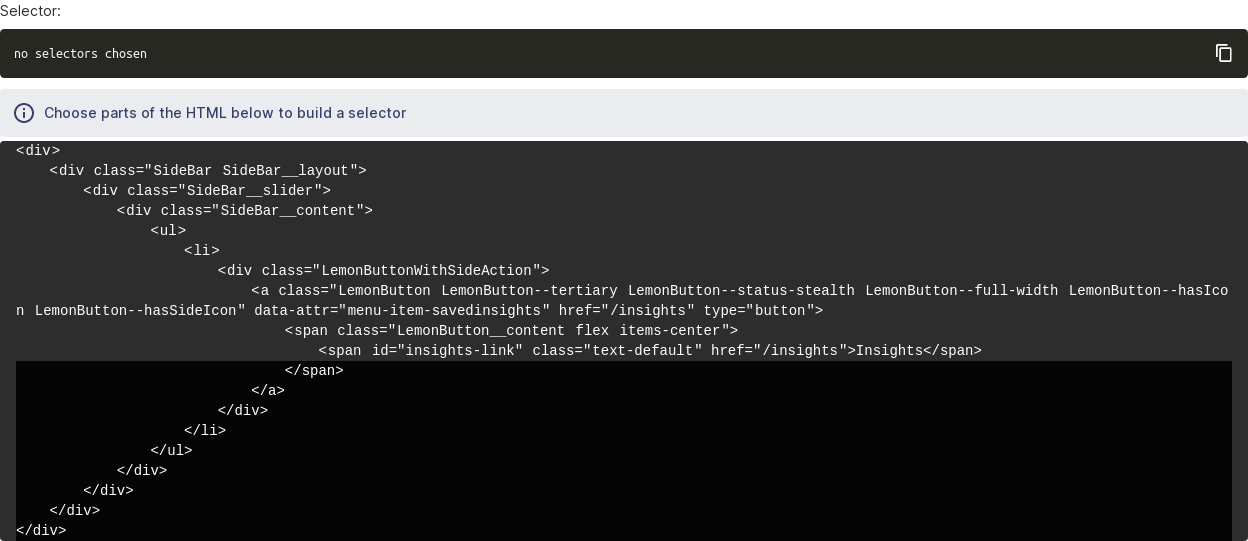 Selector:
no selectors chosen
Choose parts of the HTML below to build a selector
<div>
    <div class="SideBar SideBar__layout">
        <div class="SideBar__slider">
            <div class="SideBar__content">
                <ul>
                    <li>
                        <div class="LemonButtonWithSideAction">
                            <a class="LemonButton LemonButton--tertiary LemonButton--status-stealth LemonButton--full-width LemonButton--hasIco
n LemonButton--hasSideIcon" data-attr="menu-item-savedinsights" href="/insights" type="button">
                                <span class="LemonButton__content flex items-center">
                                    <span id="insights-link" class="text-default" href="/insights">Insights</span>
                                </span>
                            </a>
                        </div>
                    </li>
                </ul>
            </div>
        </div>
    </div>
</div>